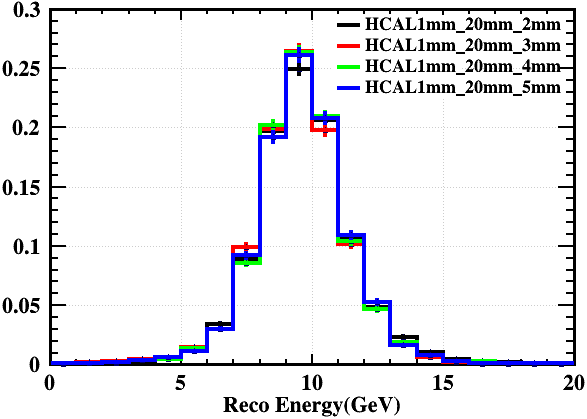 0.3
HCAL1mm_20mm_2mm
HCAL1mm_20mm_3mm
HCAL1mm_20mm_4mm
HCAL1mm_20mm_5mm
0.25
0.2
0.15
0.1
0.05
0
0 5 10 15 20
Reco Energy(GeV)